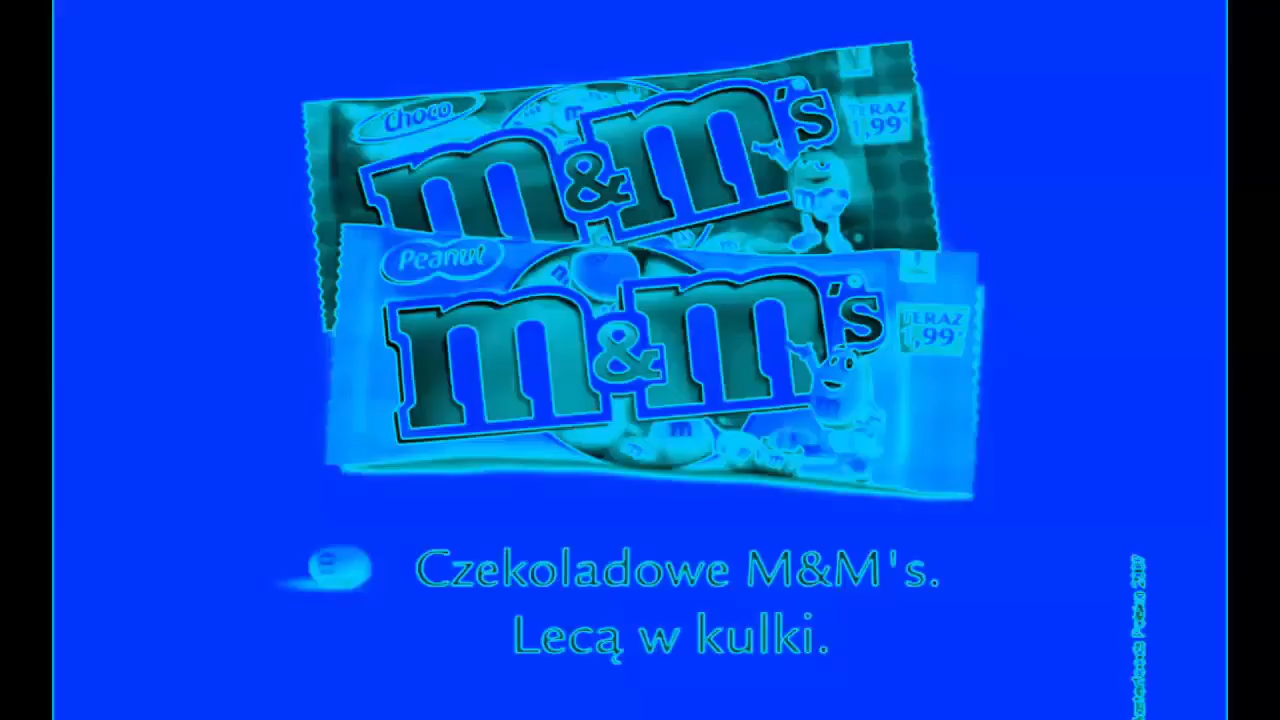 Choco
m&m's
TERAZ
1,99
Peanut
m&m's
TERAZ
1,99
Czekoladowe M&M's.
Lecą w kulki.